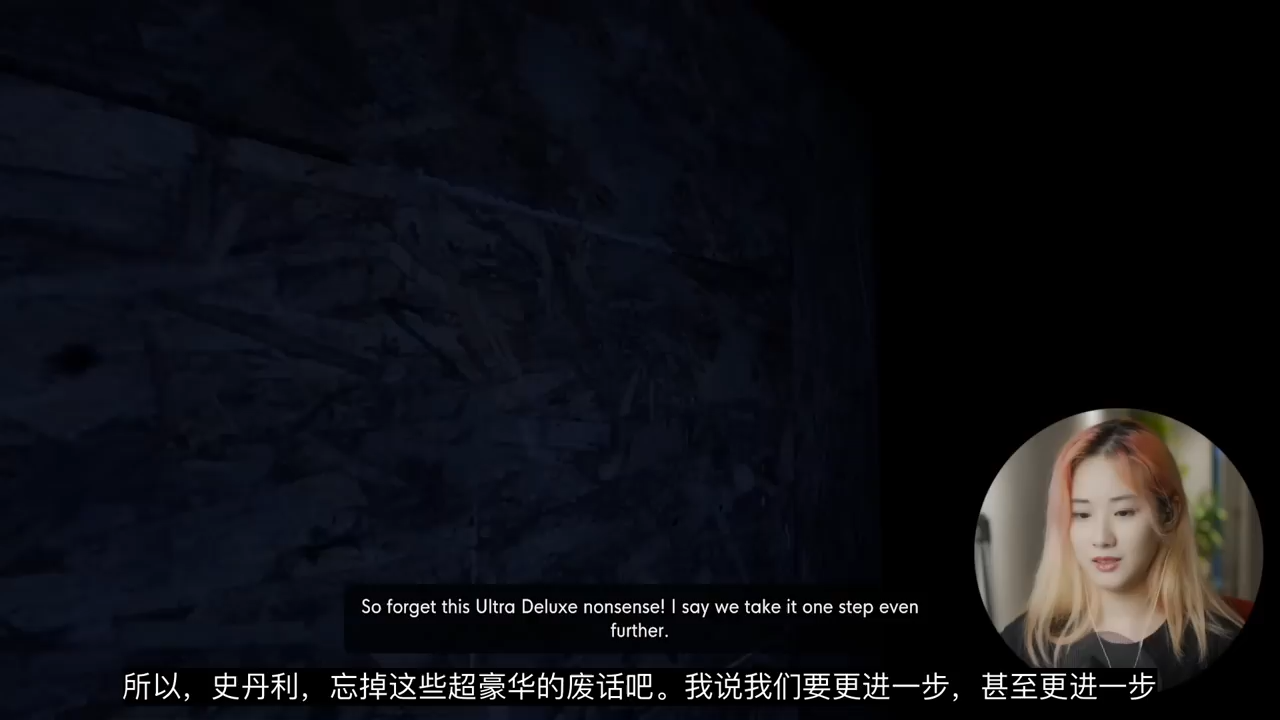 So forget this Ultra Deluxe nonsense! I say we take it one step even
further.
所以，史丹利，忘掉这些超豪华的废话吧。我说我们要更进一步，甚至更进一步